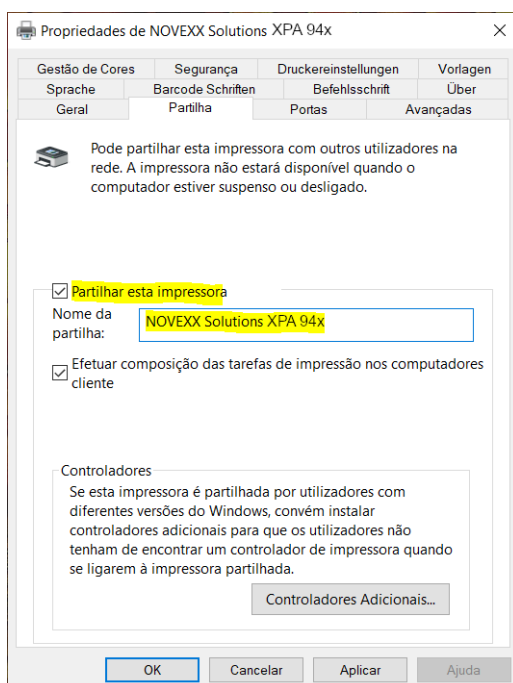 Propriedades de NOVEXX Solutions XPA 94x
Gestão de Cores Segurança Druckereinstellungen Vorlagen
Sprache Barcode Schriften Befehlsschrift Über
Geral Partilha Portas Avançadas
Pode partilhar esta impressora com outros utilizadores na
rede. A impressora não estará disponível quando o
computador estiver suspenso ou desligado.
Partilhar esta impressora
Nome da
partilha:
NOVEXX Solutions XPA 94x
Efetuar composição das tarefas de impressão nos computadores
cliente
Controladores
Se esta impressora é partilhada por utilizadores com
diferentes versões do Windows, convém instalar
controladores adicionais para que os utilizadores não
tenham de encontrar um controlador de impressora quando
se ligarem à impressora partilhada.
Controladores Adicionais...
OK Cancelar Aplicar Ajuda